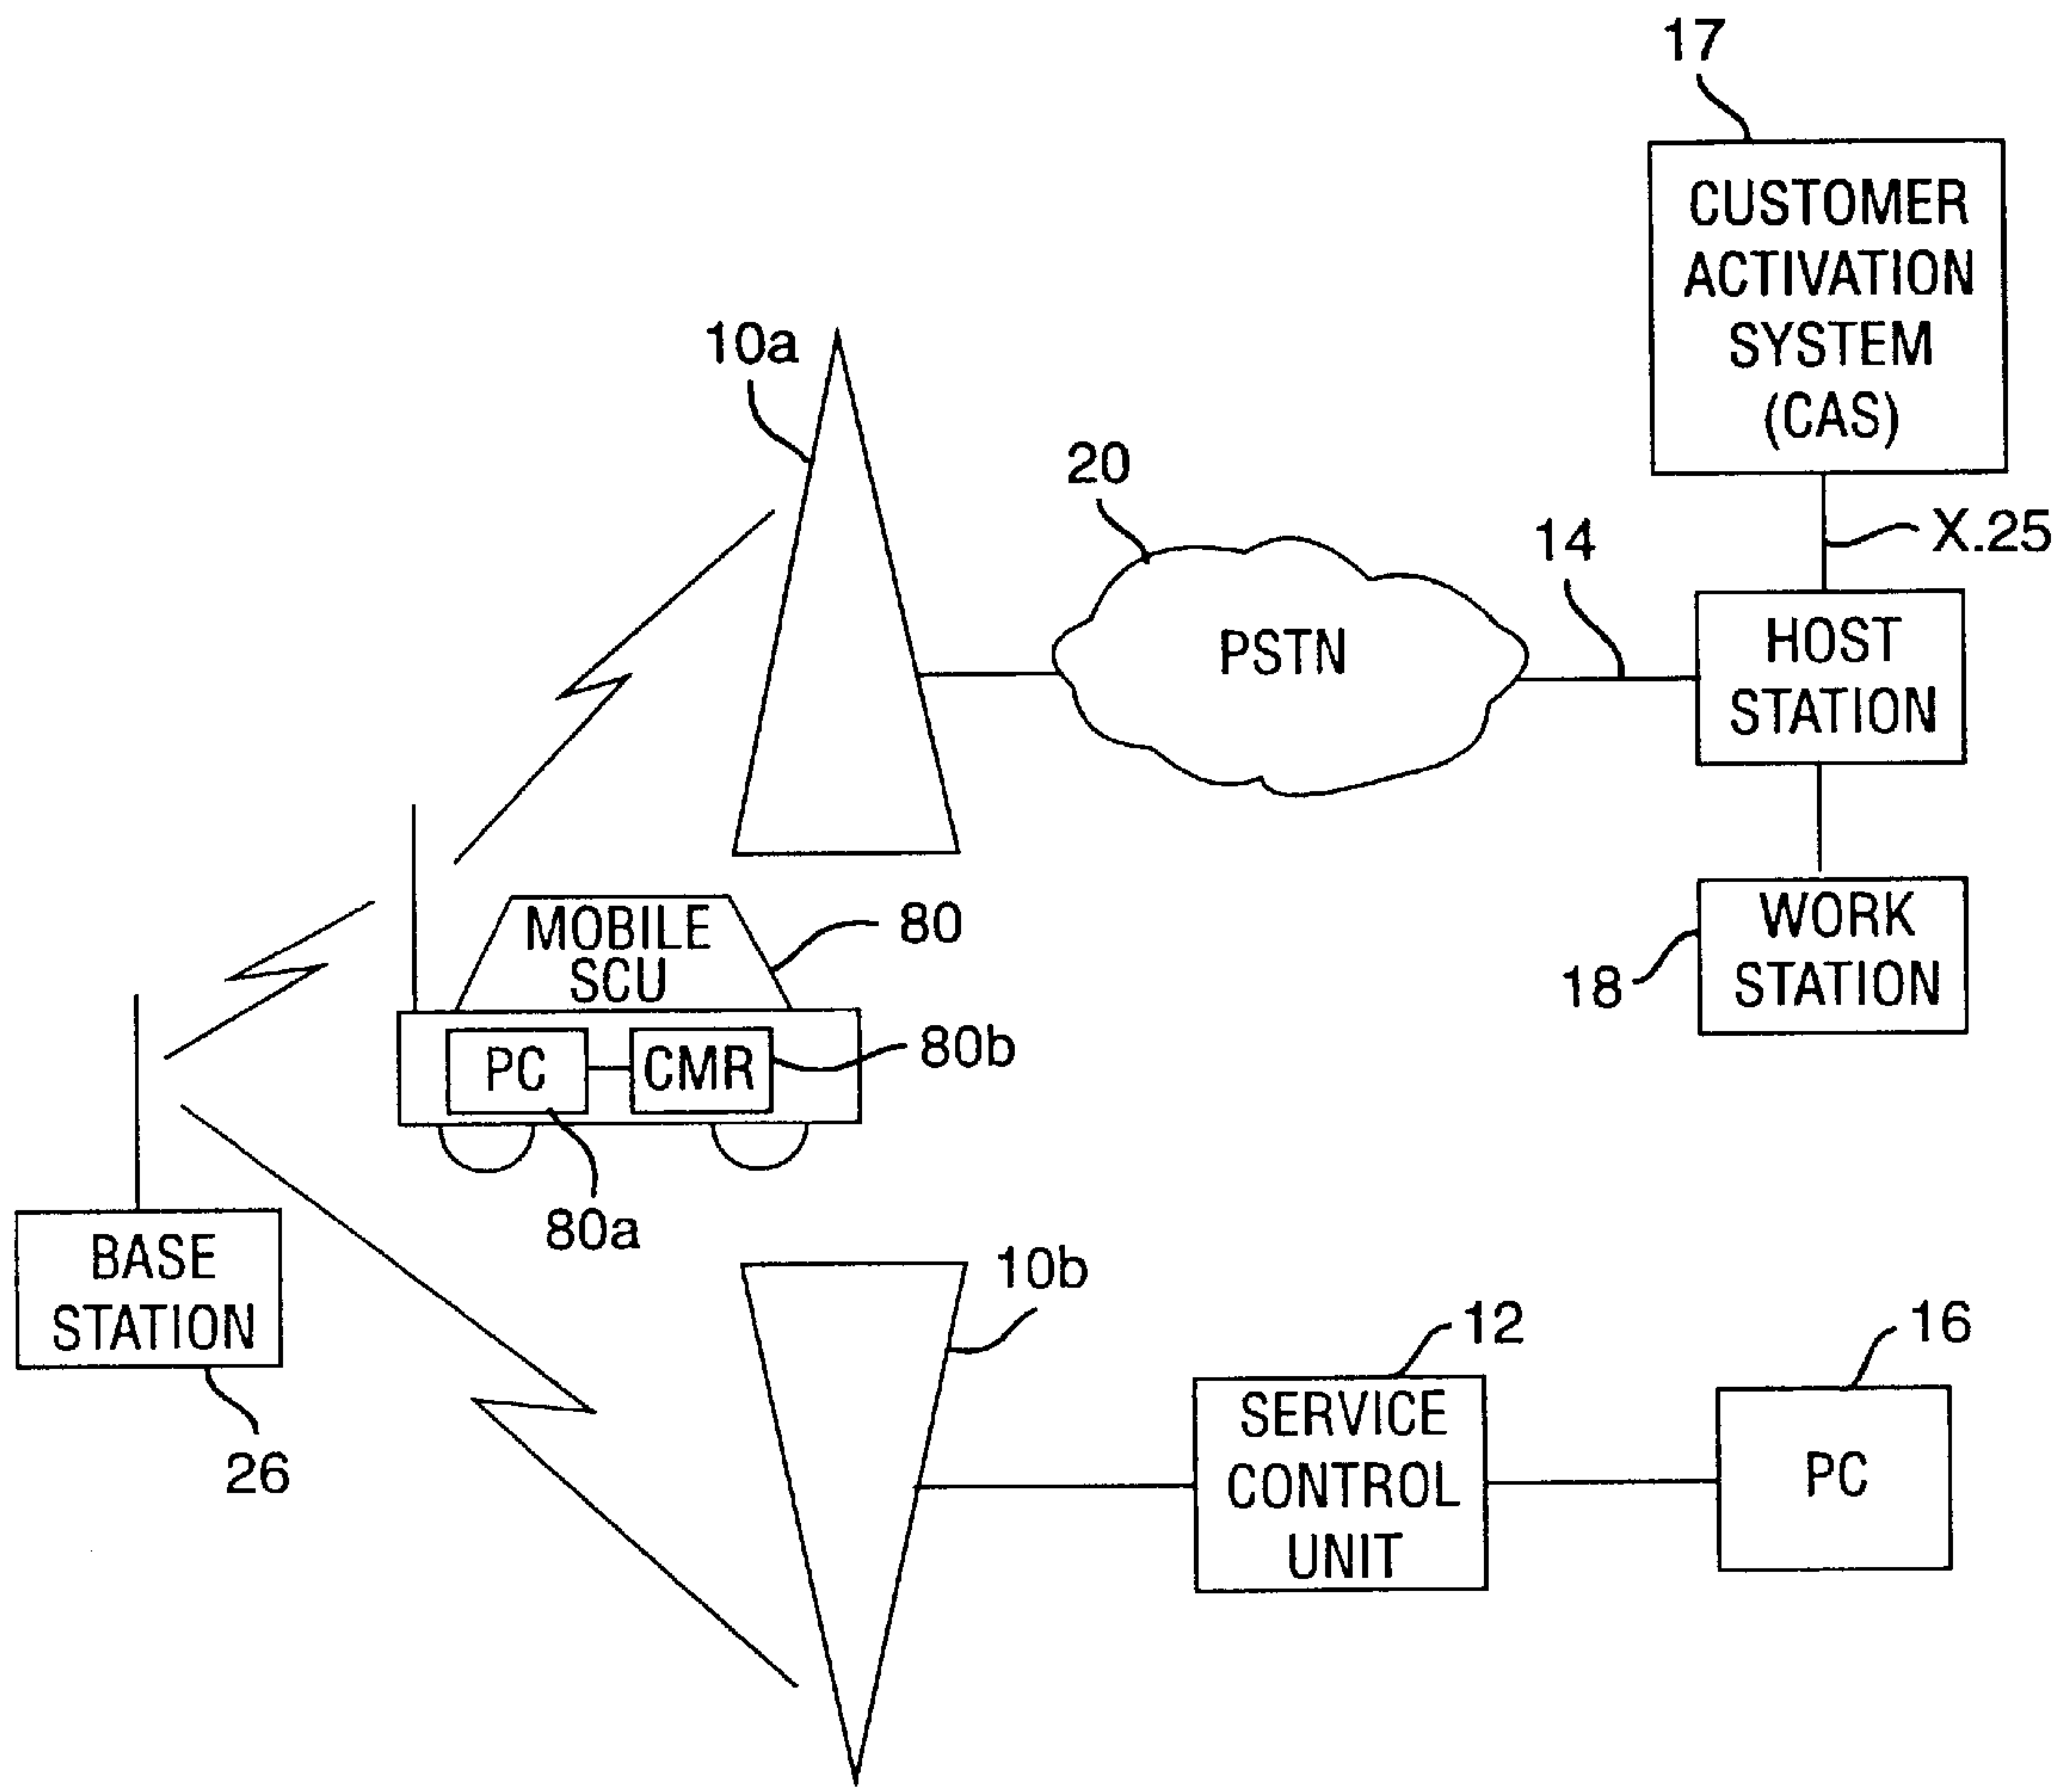 17
CUSTOMER
ACTIVATION
SYSTEM
(CAS)
10a
20
14
X.25
PSTN
HOST
STATION
MOBILE
SCU
80
WORK
STATION
18
PC
CMR
80b
80a
BASE
STATION
26
10b
12
16
SERVICE
CONTROL
UNIT
PC